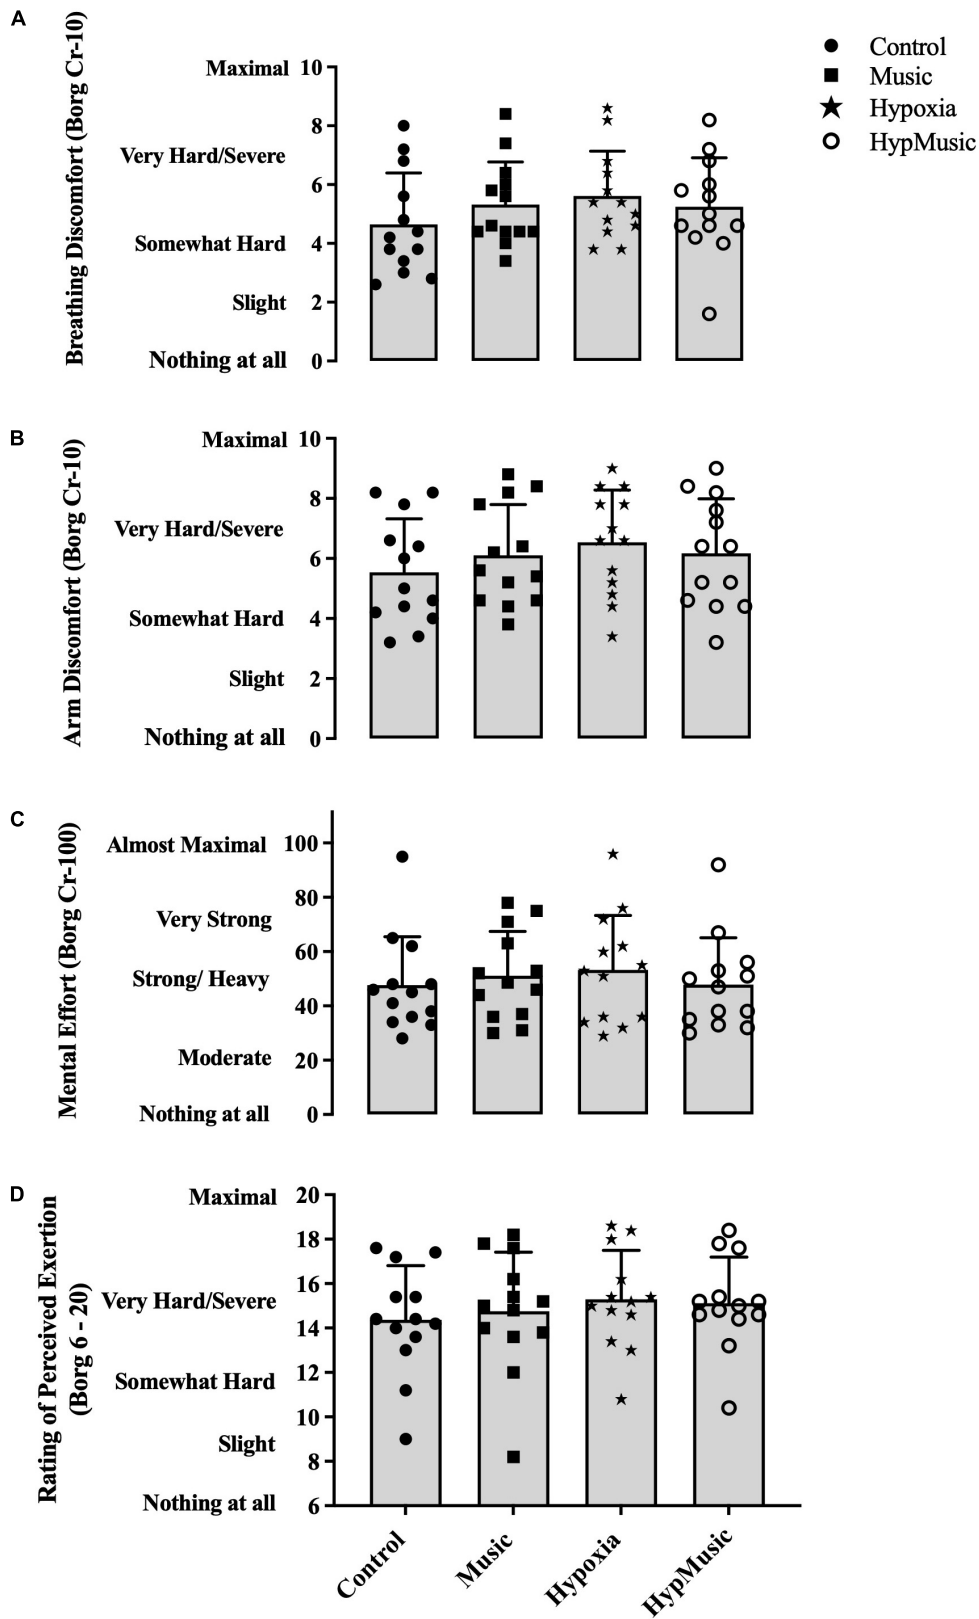 A
Breathing Discomfort (Borg Cr-10)
Maximal 10
8
Very Hard/Severe
6
Somewhat Hard 4
Slight 2
Nothing at all 0
Control
Music
Hypoxia
HypMusic
B
Arm Discomfort (Borg Cr-10)
Maximal 10
8
Very Hard/Severe
6
Somewhat Hard 4
Slight 2
Nothing at all 0
C
Mental Effort (Borg Cr-100)
Almost Maximal 100
80
Very Strong
60
Strong/ Heavy
40
Moderate 20
Nothing at all 0
D
Rating of Perceived Exertion
(Borg 6 - 20)
Maximal 20
18
16
Very Hard/Severe
14
12
Somewhat Hard
10
Slight
8
Nothing at all 6
Control
Music
Hypoxia
HypMusic